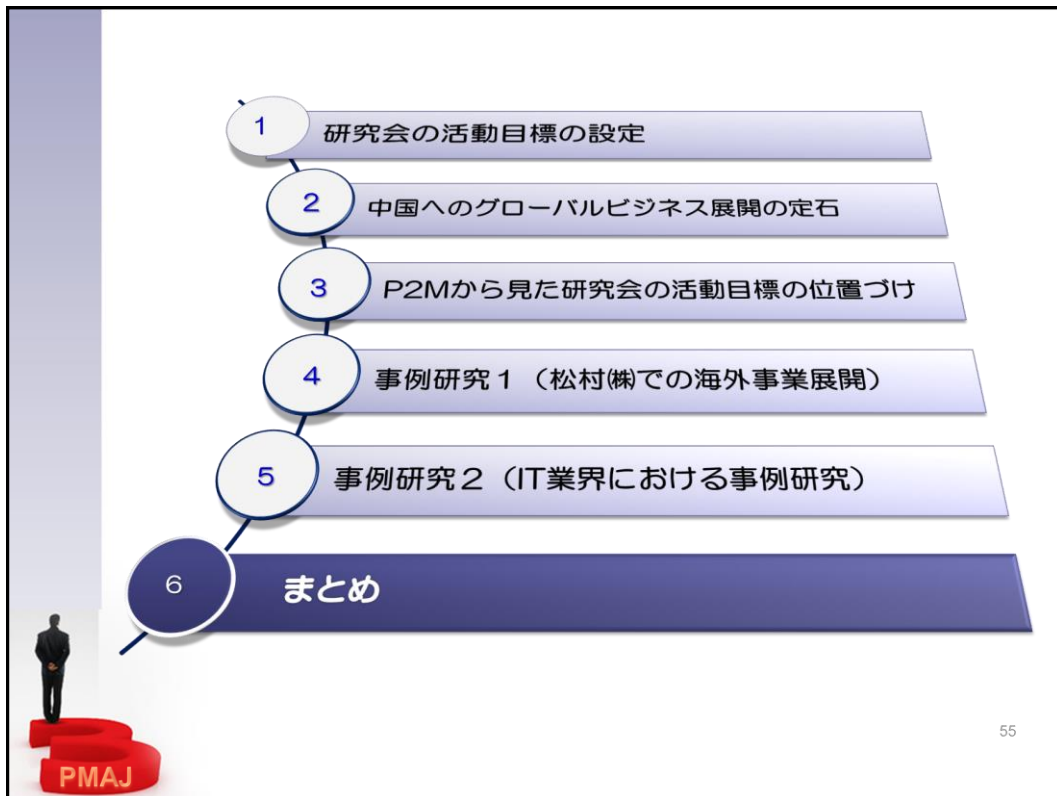 1
研究会の活動目標の設定
2
中国へのグローバルビジネス展開の定石
3
P2Mから見た研究会の活動目標の位置づけ
4
事例研究１（松村㈱での海外事業展開）
5
事例研究２（IT業界における事例研究）
6
まとめ
55
PMAJ